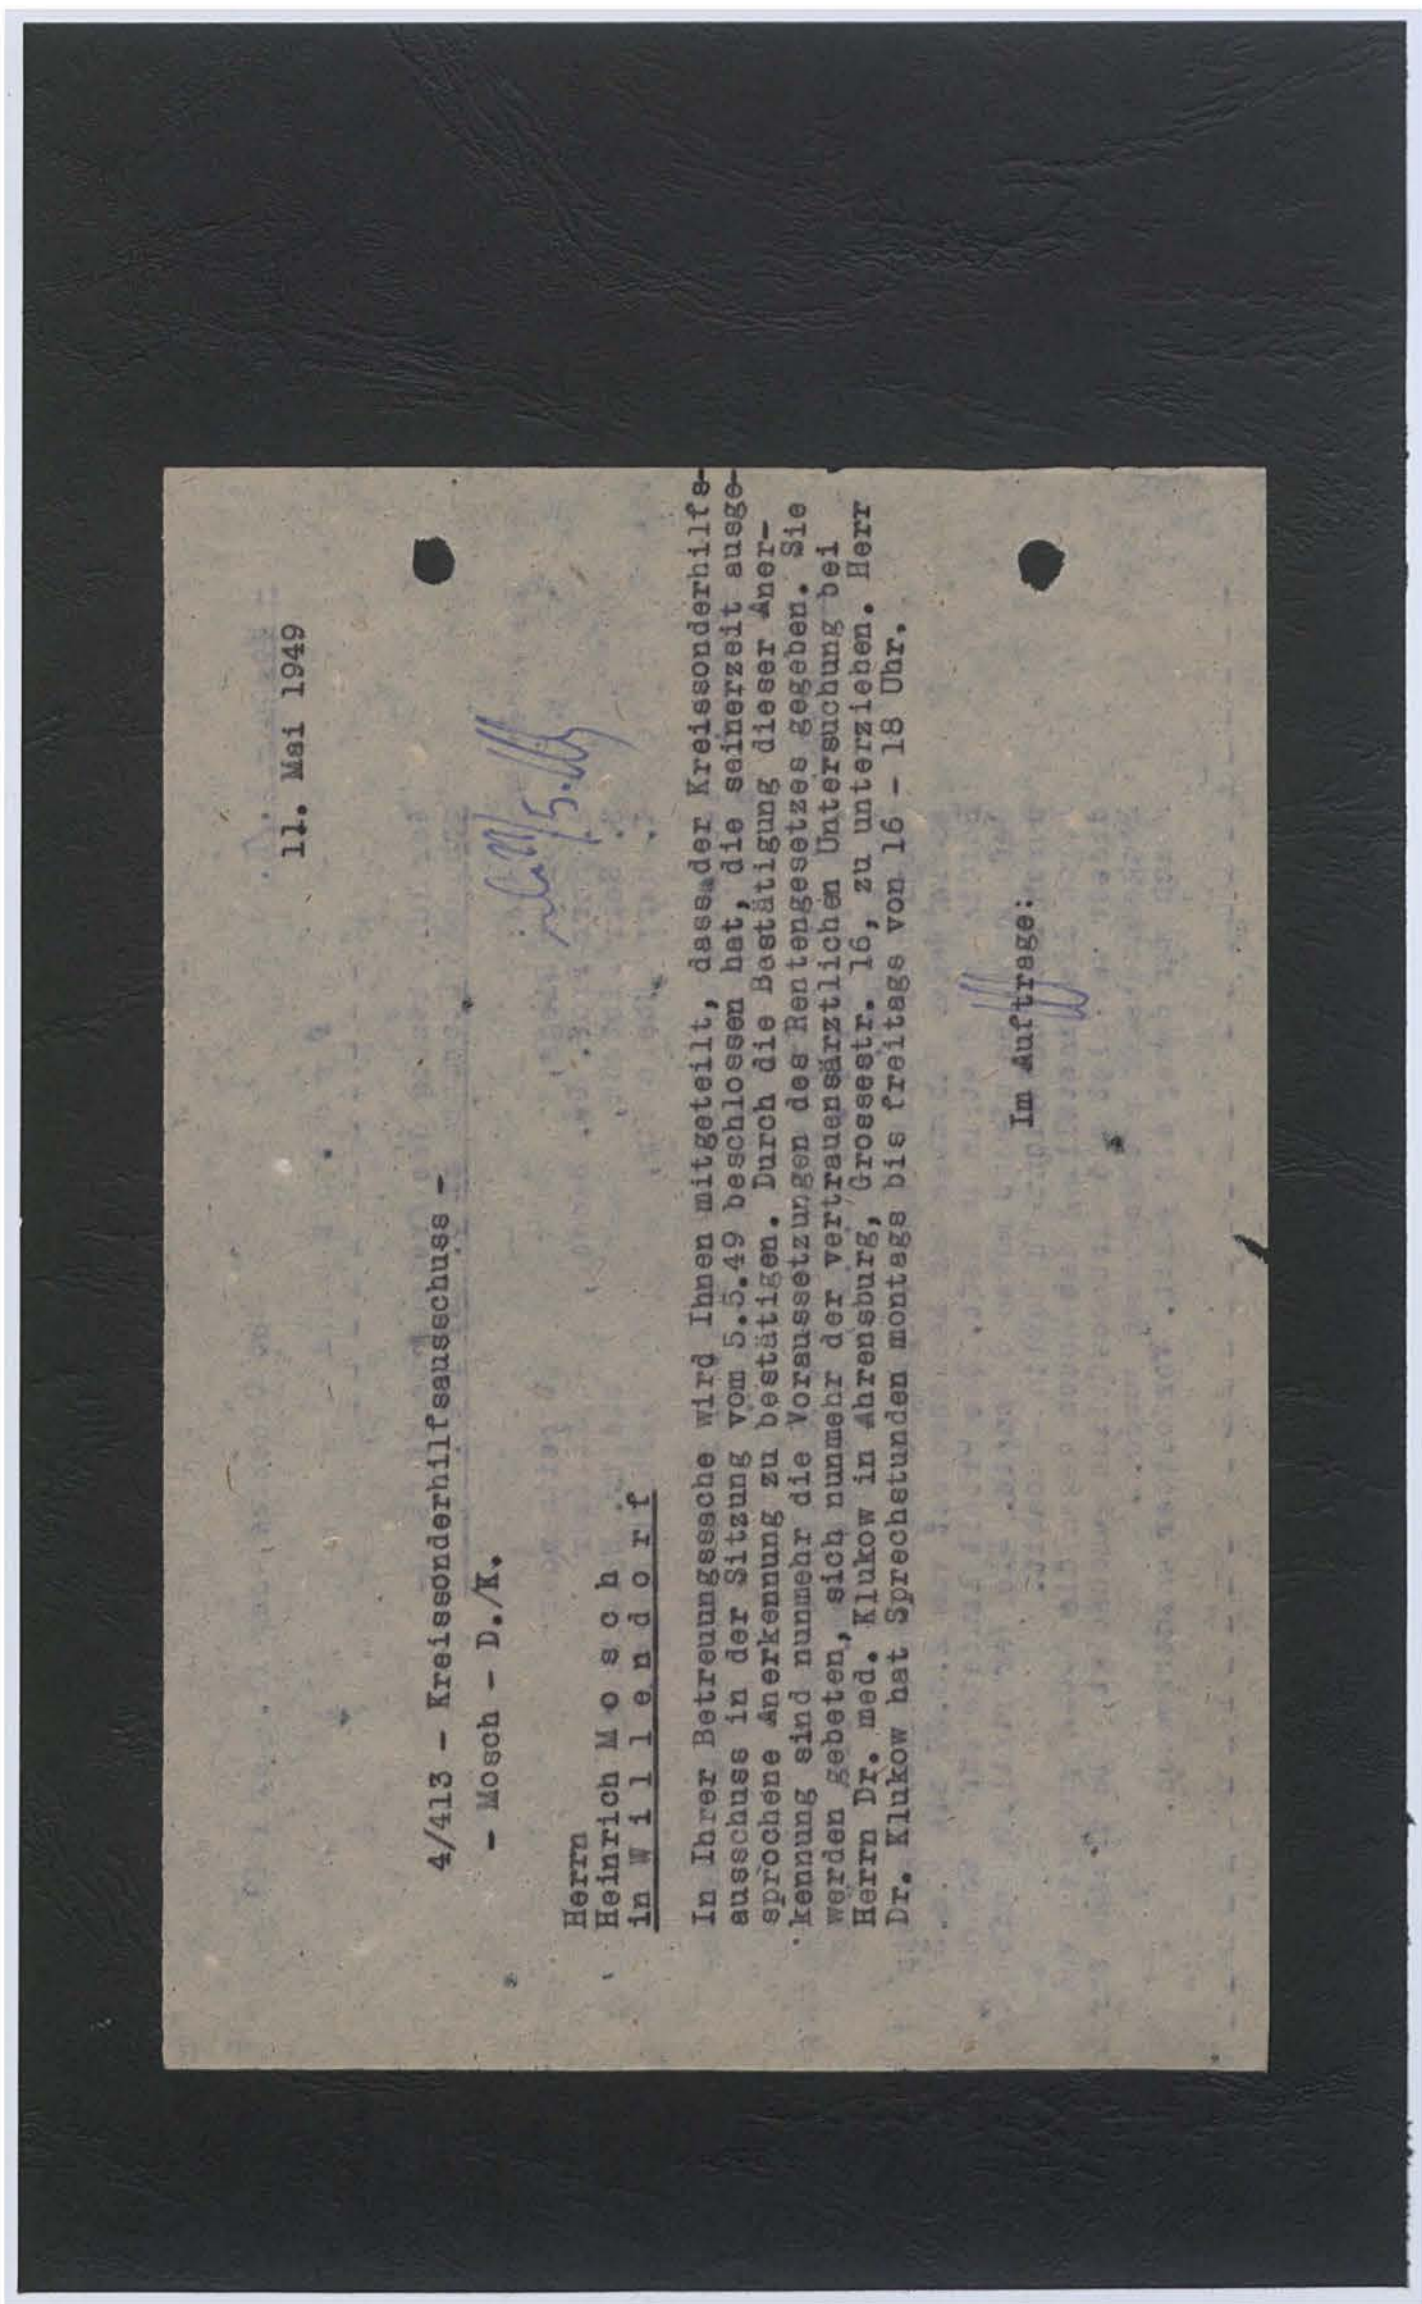 11. Mai 1949
4/413 - Kreissonderhilfsausschuss -
- Mosch - D./K.
Herrn
Heinrich M o s c h
in W i l l e n d o r f
In Ihrer Betreuungssache wird Ihnen mitgeteilt, dass der Kreissonderhilfs-
ausschuss in der Sitzung vom 5.5.49 beschlossen hat, die seinerzeit ausge-
sprochene Anerkennung zu bestätigen. Durch die Bestätigung dieser Aner-
kennung sind nunmehr die Voraussetzungen des Rentengesetzes gegeben. Sie
werden gebeten, sich nunmehr der vertrauensärztlichen Untersuchung bei
Herrn Dr. med. Klukow in Ahrensburg, Grossestr. 16, zu unterziehen. Herr
Dr. Klukow hat Sprechstunden montags bis freitags von 16 - 18 Uhr.
Im Auftrage: